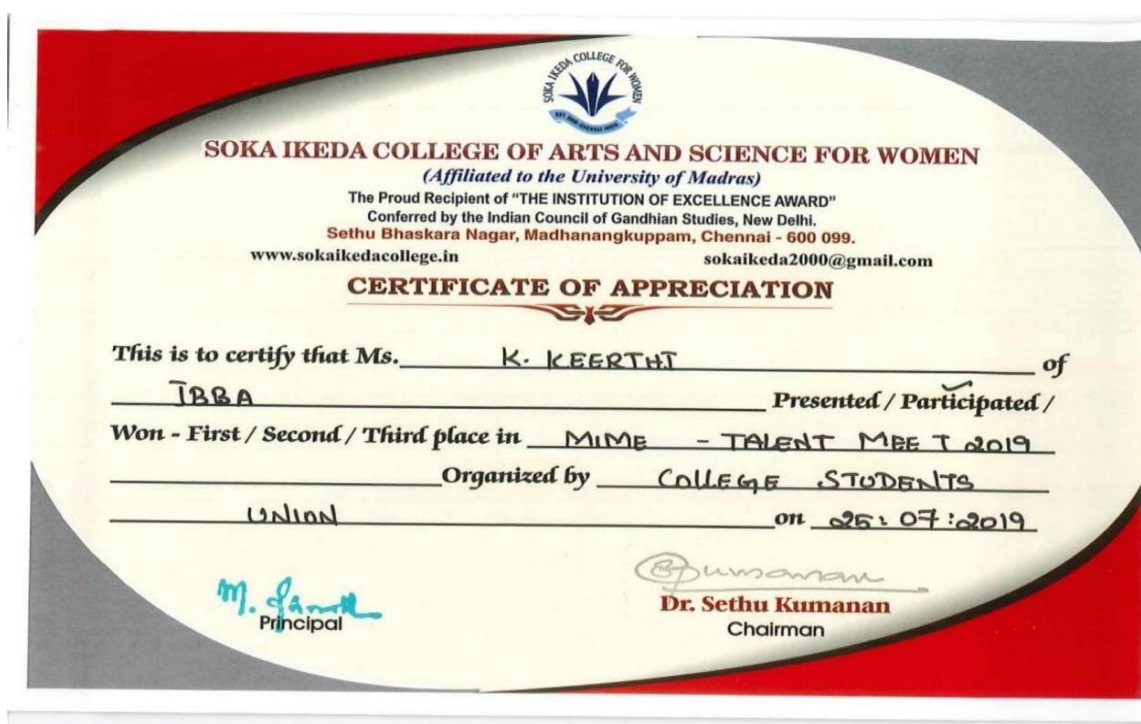 SOKA IKEDA COLLEGE FOR WOMEN
SOKA IKEDA COLLEGE OF ARTS AND SCIENCE FOR WOMEN
(Affiliated to the University of Madras)
The Proud Recipient of "THE INSTITUTION OF EXCELLENCE AWARD"
Conferred by the Indian Council of Gandhian Studies, New Delhi.
Sethu Bhaskara Nagar, Madhanangkuppam, Chennai - 600 099.
www.sokaikedacollege.in sokaikeda2000@gmail.com
CERTIFICATE OF APPRECIATION
This is to certify that Ms. K. KEERTHI of
I BBA Presented / Participated /
Won - First / Second / Third place in MIME - TALENT MEET 2019
Organized by COLLEGE STUDENTS
UNION on 25:07:2019
Principal
Dr. Sethu Kumanan
Chairman